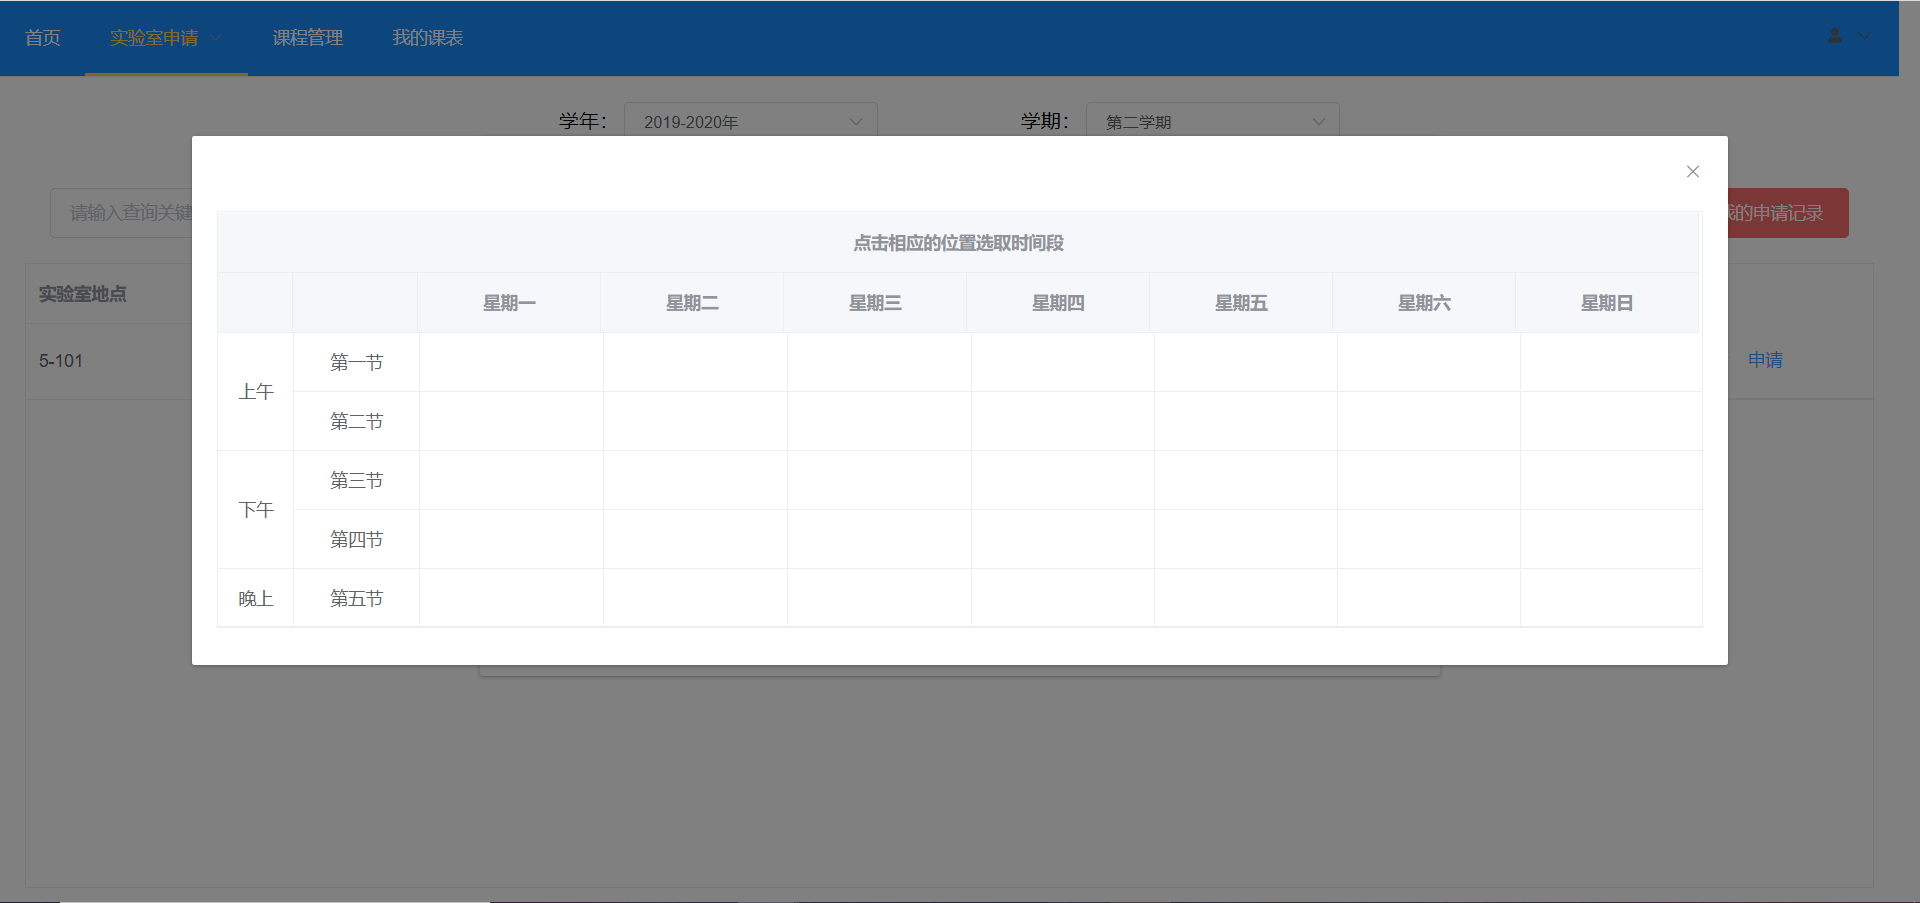 首页 实验室申请 课程管理 我的课表
学年： 2019-2020年 学期： 第二学期
请输入查询关键 我的申请记录
实验室地点
5-101 申请
点击相应的位置选取时间段
星期一 星期二 星期三 星期四 星期五 星期六 星期日
上午 第一节
第二节
下午 第三节
第四节
晚上 第五节